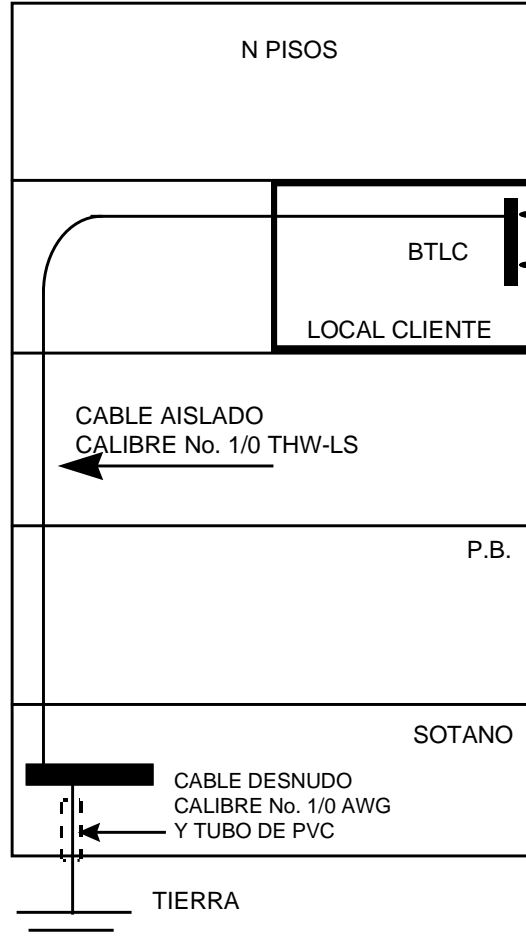 N PISOS
BTLC
LOCAL CLIENTE
CABLE AISLADO
CALIBRE No. 1/0 THW-LS
P.B.
SOTANO
CABLE DESNUDO
CALIBRE No. 1/0 AWG
Y TUBO DE PVC
TIERRA